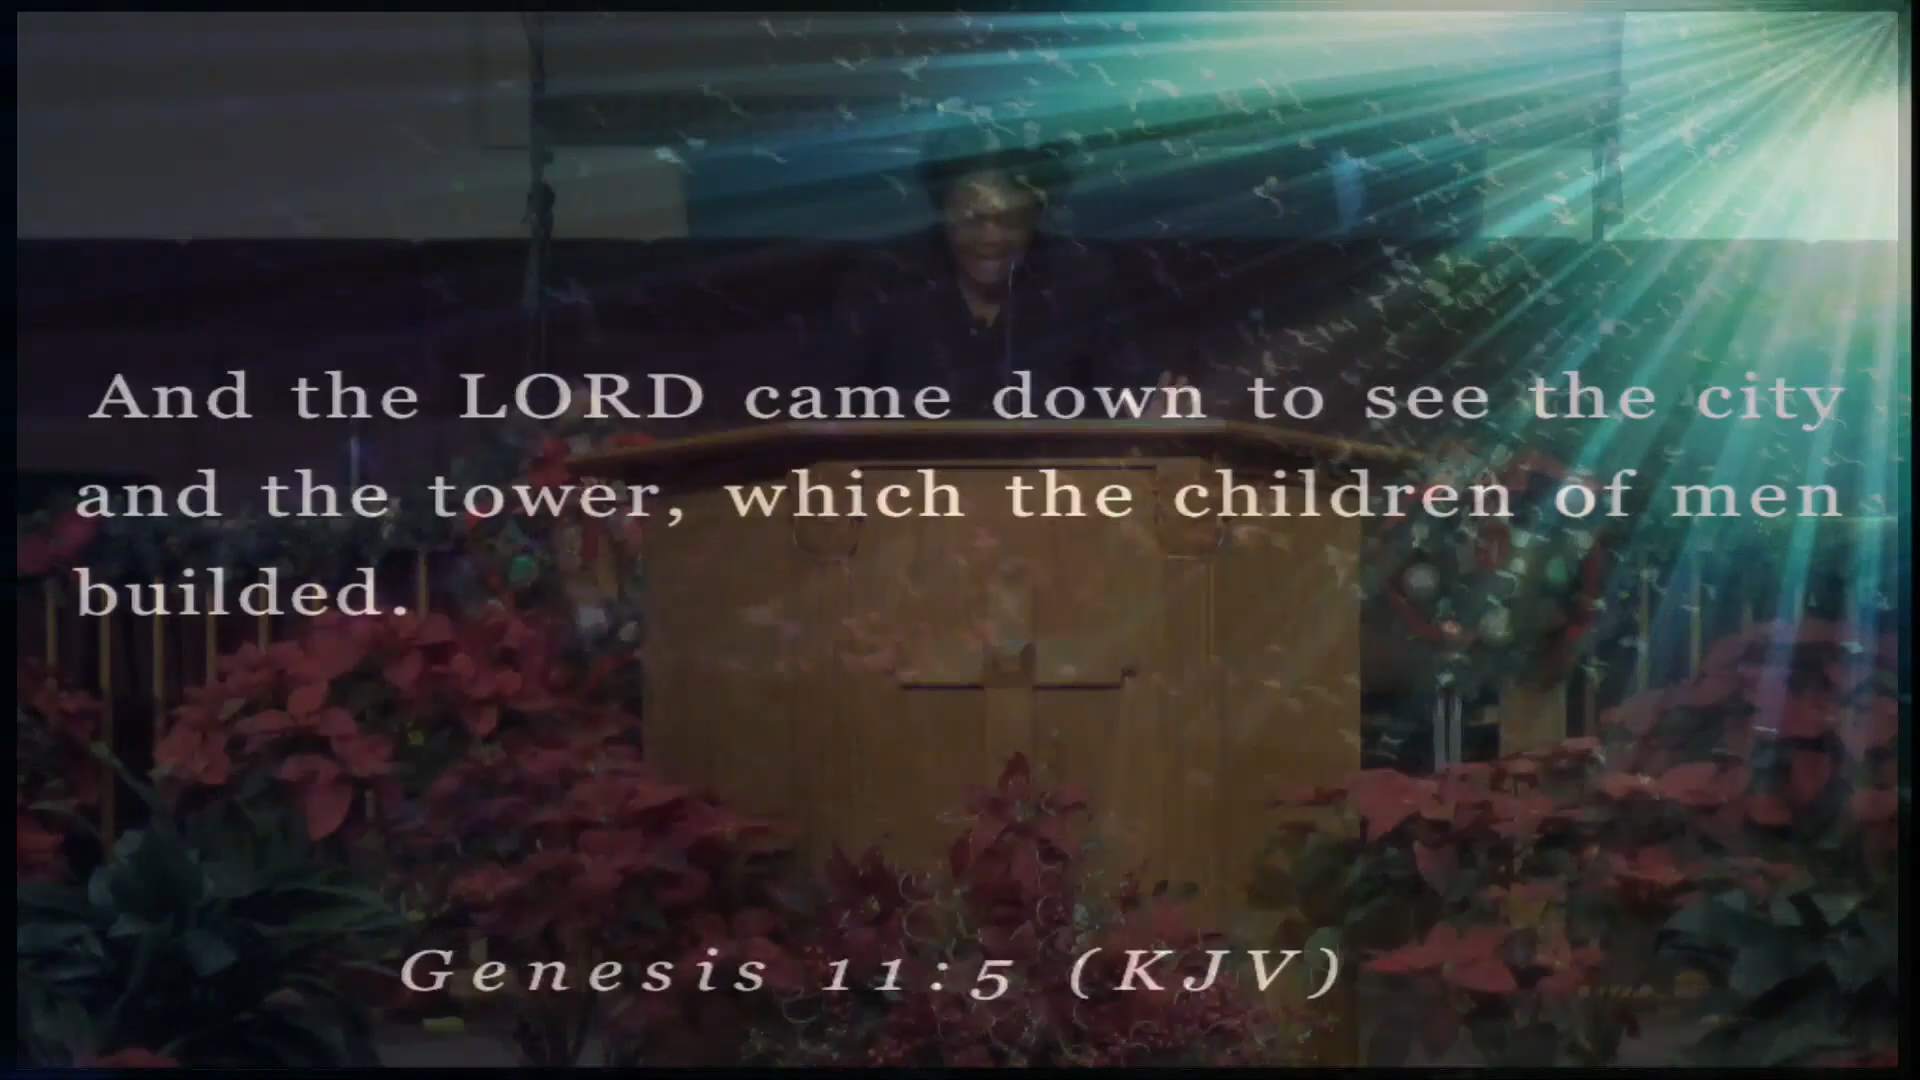 And the LORD came down to see the city
and the tower, which the children of men
builded.
Genesis 11:5 (KJV)